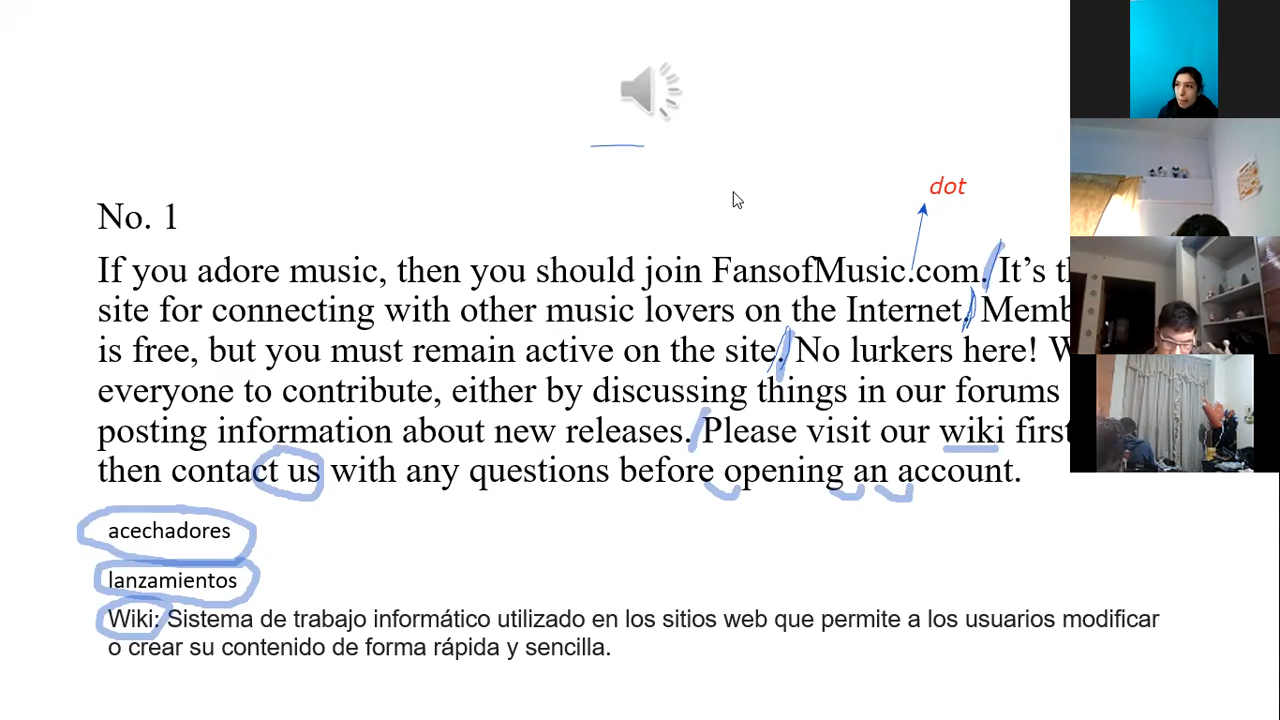 dot
No. 1
If you adore music, then you should join FansofMusic.com. It’s
site for connecting with other music lovers on the Internet.
is free, but you must remain active on the site. No lurkers here!
everyone to contribute, either by discussing things in our forums
posting information about new releases. Please visit our wiki first
then contact us with any questions before opening an account.
acechadores
lanzamientos
Wiki: Sistema de trabajo informático utilizado en los sitios web que permite a los usuarios modificar
o crear su contenido de forma rápida y sencilla.